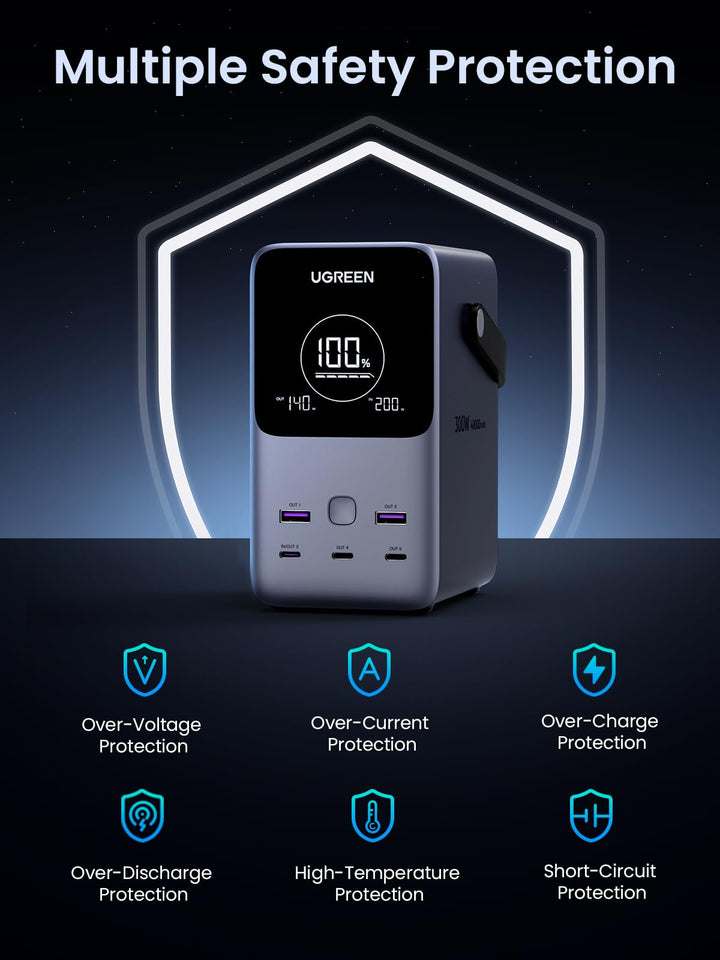 Multiple Safety Protection
UGREEN
100%
OUT 140W IN 200W
300W 48000mAh
OUT 1 OUT 2
IN/OUT 3 OUT 4 OUT 5
V A
Over-Voltage Over-Current Over-Charge
Protection Protection Protection
C
Over-Discharge High-Temperature Short-Circuit
Protection Protection Protection